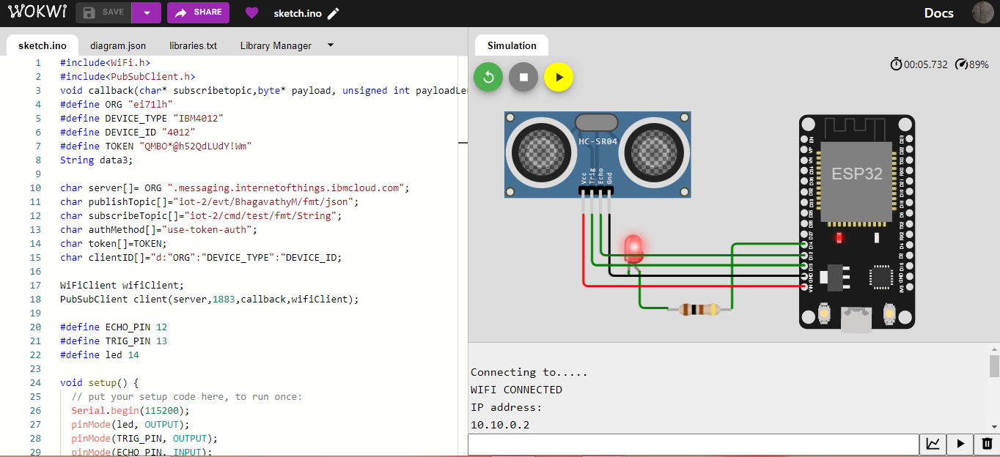 WOKWI SAVE SHARE sketch.ino Docs
sketch.ino diagram.json libraries.txt Library Manager
1 #include<WiFi.h>
2 #include<PubSubClient.h>
3 void callback(char* subscribetopic,byte* payload, unsigned int payloadLe
4 #define ORG "ei71lh"
5 #define DEVICE_TYPE "IBM4012"
6 #define DEVICE_ID "4012"
7 #define TOKEN "QMBO*@h52QdLUdY!Wm"
8 String data3;
9
10 char server[]= ORG ".messaging.internetofthings.ibmcloud.com";
11 char publishTopic[]="iot-2/evt/BhagavathyM/fmt/json";
12 char subscribeTopic[]="iot-2/cmd/test/fmt/String";
13 char authMethod[]="use-token-auth";
14 char token[]=TOKEN;
15 char clientID[]="d:"ORG":"DEVICE_TYPE":"DEVICE_ID;
16
17 WiFiClient wifiClient;
18 PubSubClient client(server,1883,callback,wifiClient);
19
20 #define ECHO_PIN 12
21 #define TRIG_PIN 13
22 #define led 14
23
24 void setup() {
25 // put your setup code here, to run once:
26 Serial.begin(115200);
27 pinMode(led, OUTPUT);
28 pinMode(TRIG_PIN, OUTPUT);
29 pinMode(ECHO_PIN, INPUT);
Simulation
00:05.732 89%
HC-SR04
Vcc
Trig
Echo
Gnd
ESP32
Connecting to.....
WIFI CONNECTED
IP address:
10.10.0.2